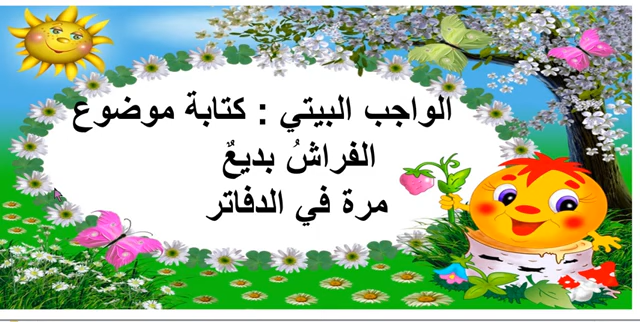 الواجب البيتي : كتابة موضوع
الفراشُ بديعٌ
مرة في الدفاتر